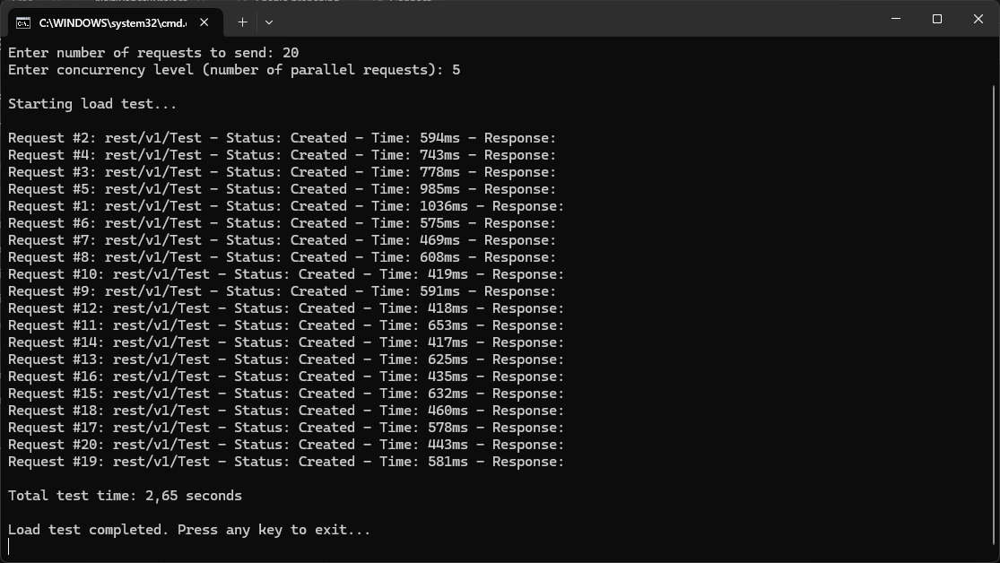 C:\WINDOWS\system32\cmd.
Enter number of requests to send: 20
Enter concurrency level (number of parallel requests): 5
Starting load test...
Request #2: rest/v1/Test - Status: Created - Time: 594ms - Response:
Request #4: rest/v1/Test - Status: Created - Time: 743ms - Response:
Request #3: rest/v1/Test - Status: Created - Time: 778ms - Response:
Request #5: rest/v1/Test - Status: Created - Time: 985ms - Response:
Request #1: rest/v1/Test - Status: Created - Time: 1036ms - Response:
Request #6: rest/v1/Test - Status: Created - Time: 575ms - Response:
Request #7: rest/v1/Test - Status: Created - Time: 469ms - Response:
Request #8: rest/v1/Test - Status: Created - Time: 608ms - Response:
Request #10: rest/v1/Test - Status: Created - Time: 419ms - Response:
Request #9: rest/v1/Test - Status: Created - Time: 591ms - Response:
Request #12: rest/v1/Test - Status: Created - Time: 418ms - Response:
Request #11: rest/v1/Test - Status: Created - Time: 653ms - Response:
Request #14: rest/v1/Test - Status: Created - Time: 417ms - Response:
Request #13: rest/v1/Test - Status: Created - Time: 625ms - Response:
Request #16: rest/v1/Test - Status: Created - Time: 435ms - Response:
Request #15: rest/v1/Test - Status: Created - Time: 632ms - Response:
Request #18: rest/v1/Test - Status: Created - Time: 460ms - Response:
Request #17: rest/v1/Test - Status: Created - Time: 578ms - Response:
Request #20: rest/v1/Test - Status: Created - Time: 443ms - Response:
Request #19: rest/v1/Test - Status: Created - Time: 581ms - Response:
Total test time: 2,65 seconds
Load test completed. Press any key to exit...